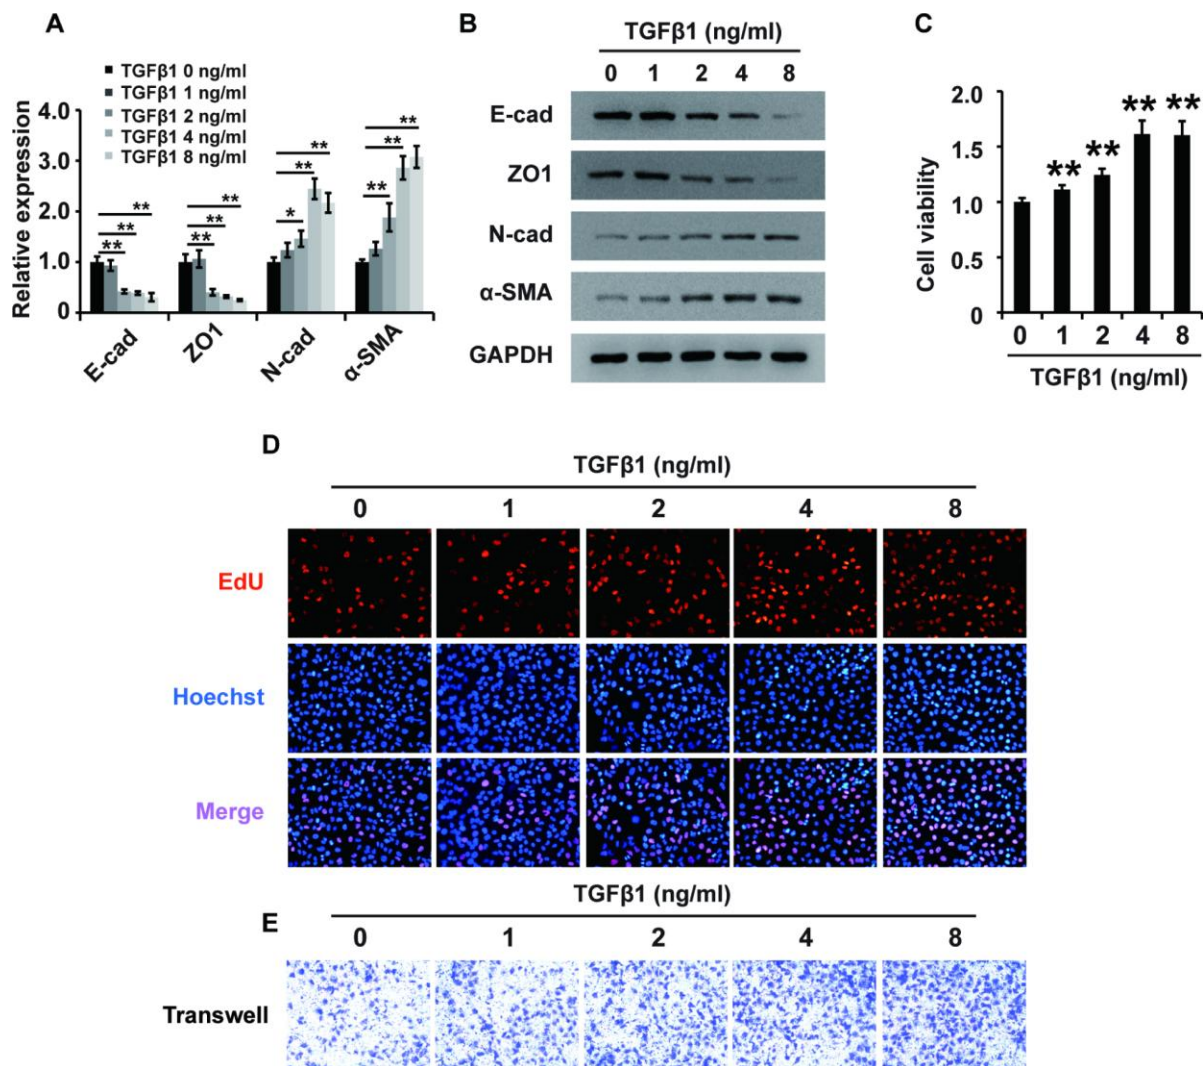 A
TGFβ1 0 ng/ml
TGFβ1 1 ng/ml
TGFβ1 2 ng/ml
TGFβ1 4 ng/ml
TGFβ1 8 ng/ml
Relative expression
4.0
3.0
2.0
1.0
0
** ** **
** ** **
* ** **
** ** **
E-cad
ZO1
N-cad
α-SMA
B
TGFβ1 (ng/ml)
0 1 2 4 8
E-cad
ZO1
N-cad
α-SMA
GAPDH
C
Cell viability
2.0
1.5
1.0
0.5
0
** ** ** **
0 1 2 4 8
TGFβ1 (ng/ml)
D
TGFβ1 (ng/ml)
0 1 2 4 8
EdU
Hoechst
Merge
E
TGFβ1 (ng/ml)
0 1 2 4 8
Transwell